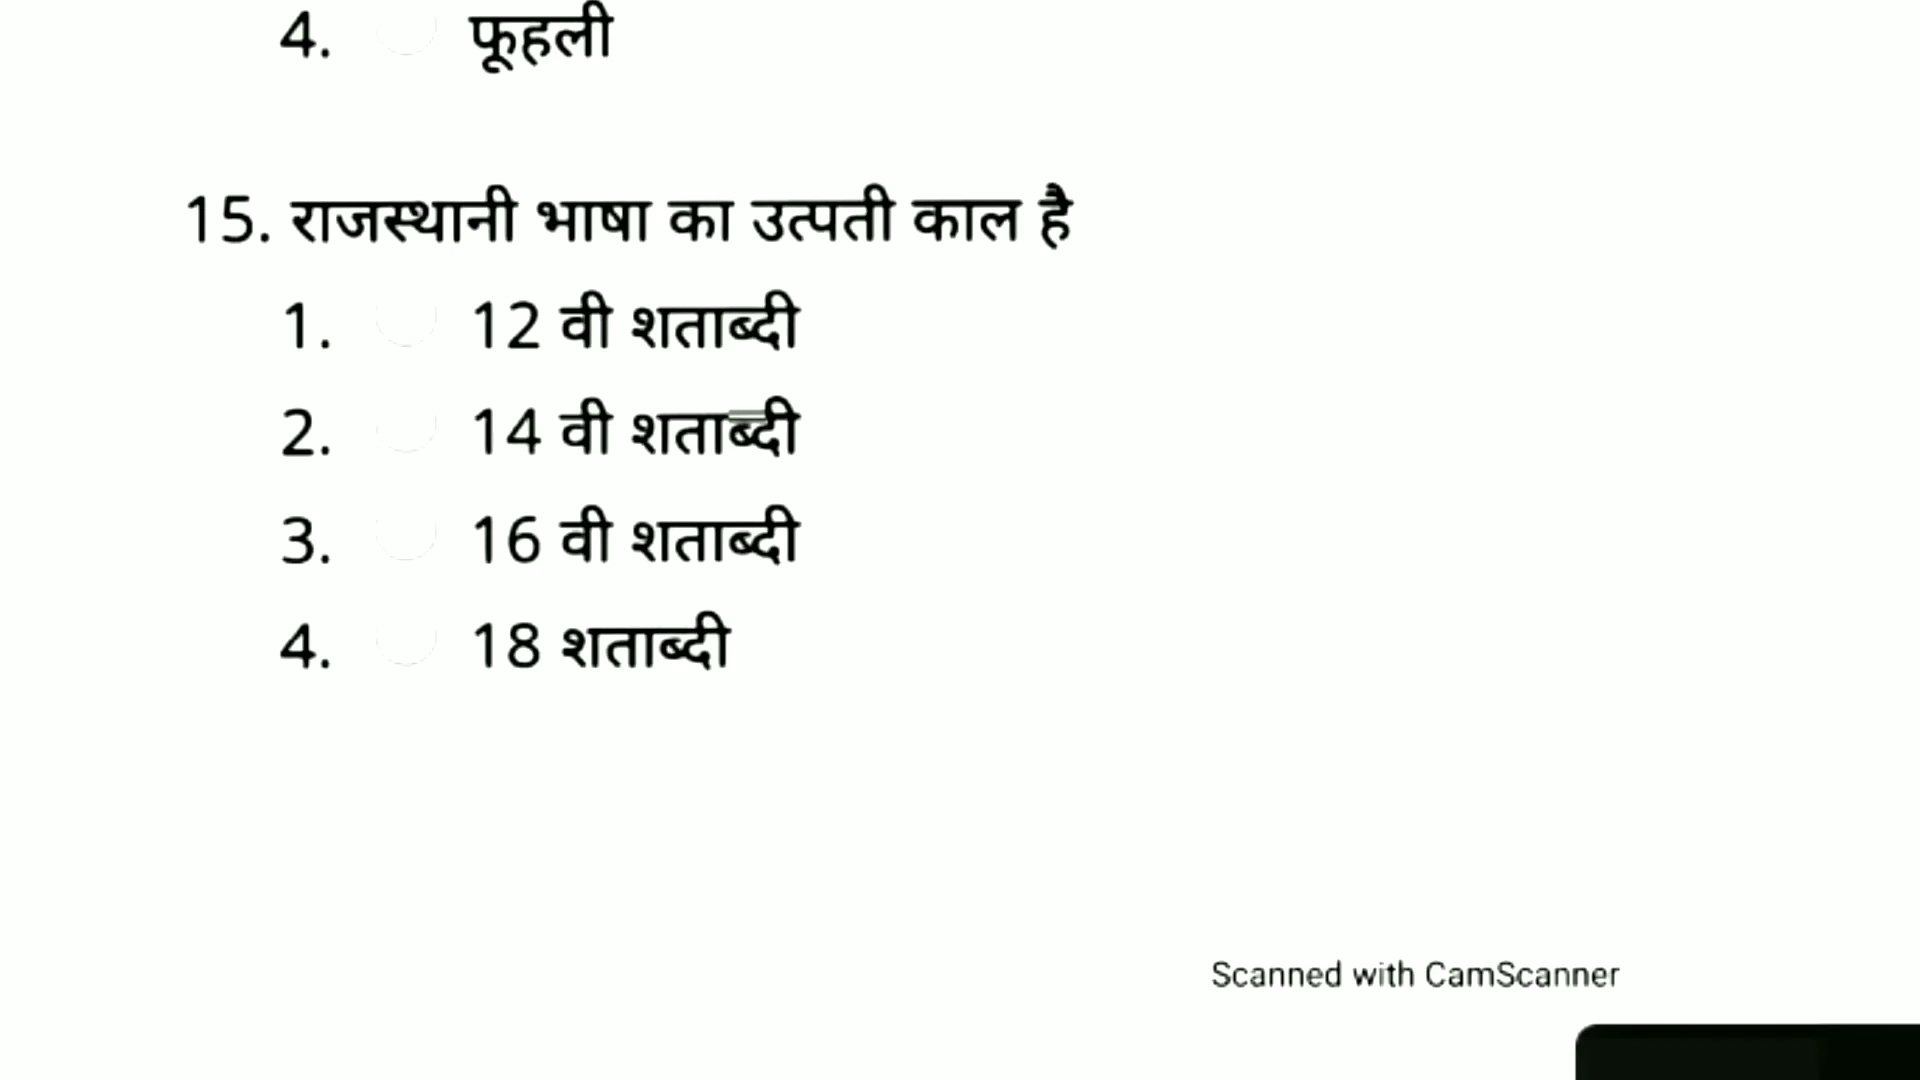 4. फूहली
15. राजस्थानी भाषा का उत्पती काल है
1. 12 वी शताब्दी
2. 14 वी शताब्दी
3. 16 वी शताब्दी
4. 18 शताब्दी
Scanned with CamScanner